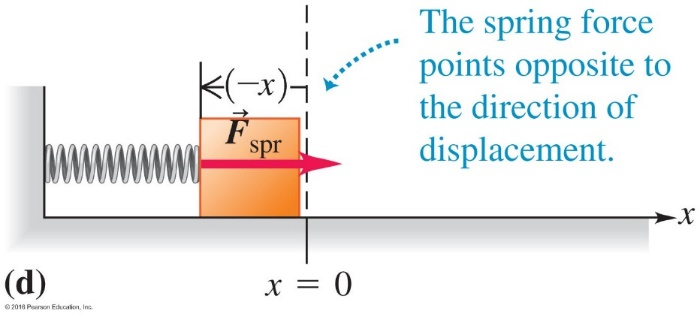 The spring force
points opposite to
the direction of
displacement.
(−x)
F⃗ spr
x
(d)
x = 0
© 2016 Pearson Education, Inc.